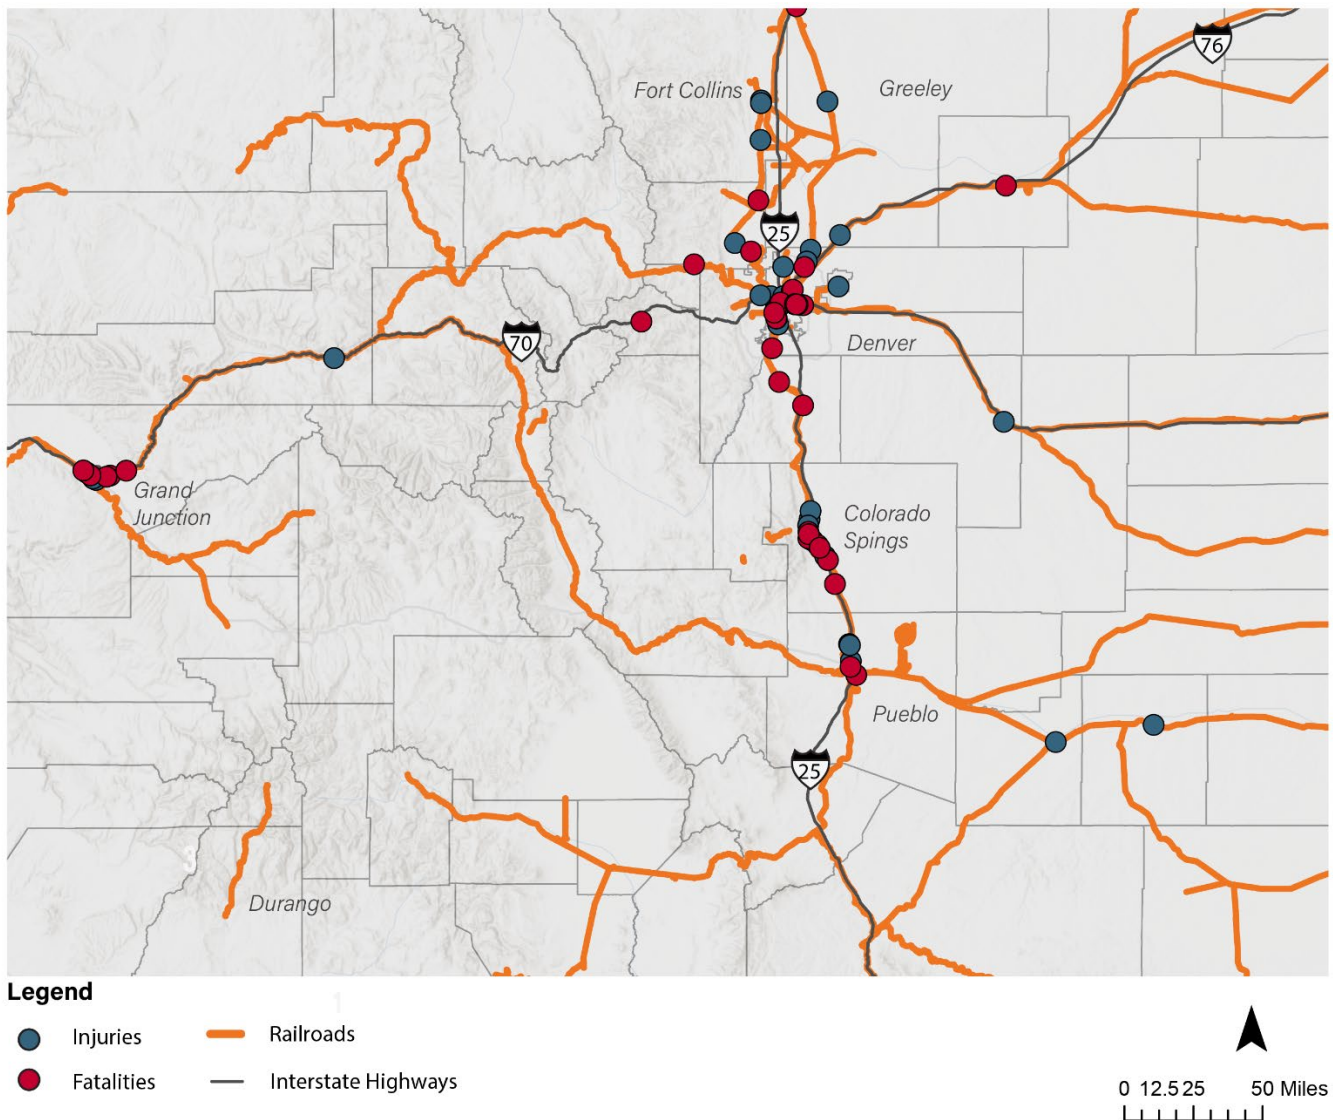 76
Fort Collins
Greeley
25
70
Denver
Grand
Junction
Colorado
Springs
Pueblo
25
Durango
Legend
Injuries
Railroads
Fatalities
Interstate Highways
0 12.5 25 50 Miles